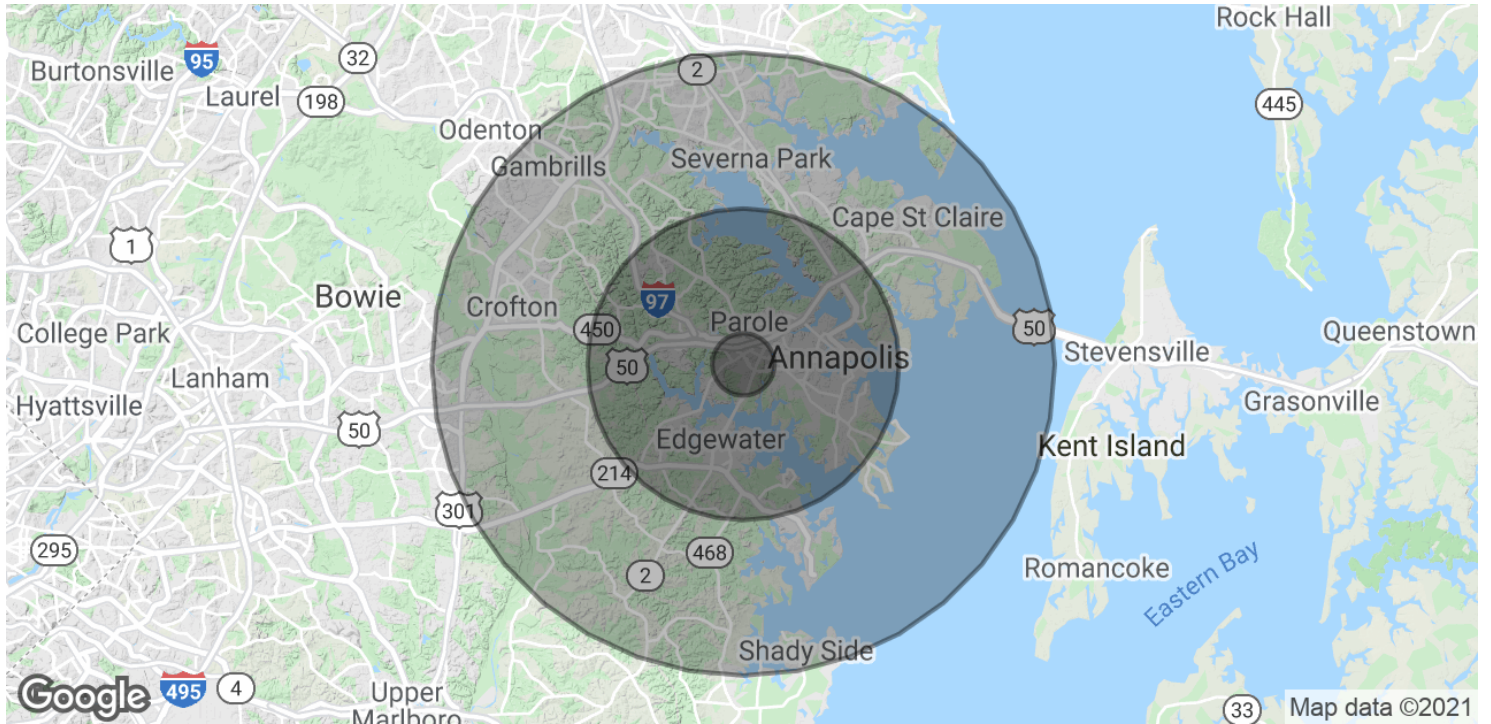 Rock Hall
95
32
2
Burtonsville
Laurel
198
445
Odenton
Gambrills
Severna Park
Cape St Claire
1
Bowie
97
Crofton
450
Parole
50
College Park
Queenstown
50
Annapolis
Stevensville
Lanham
Hyattsville
Grasonville
50
Edgewater
Kent Island
214
301
295
468
2
Romancoke
Eastern Bay
Shady Side
Google
495
4
Upper
Marlboro
33
Map data ©2021